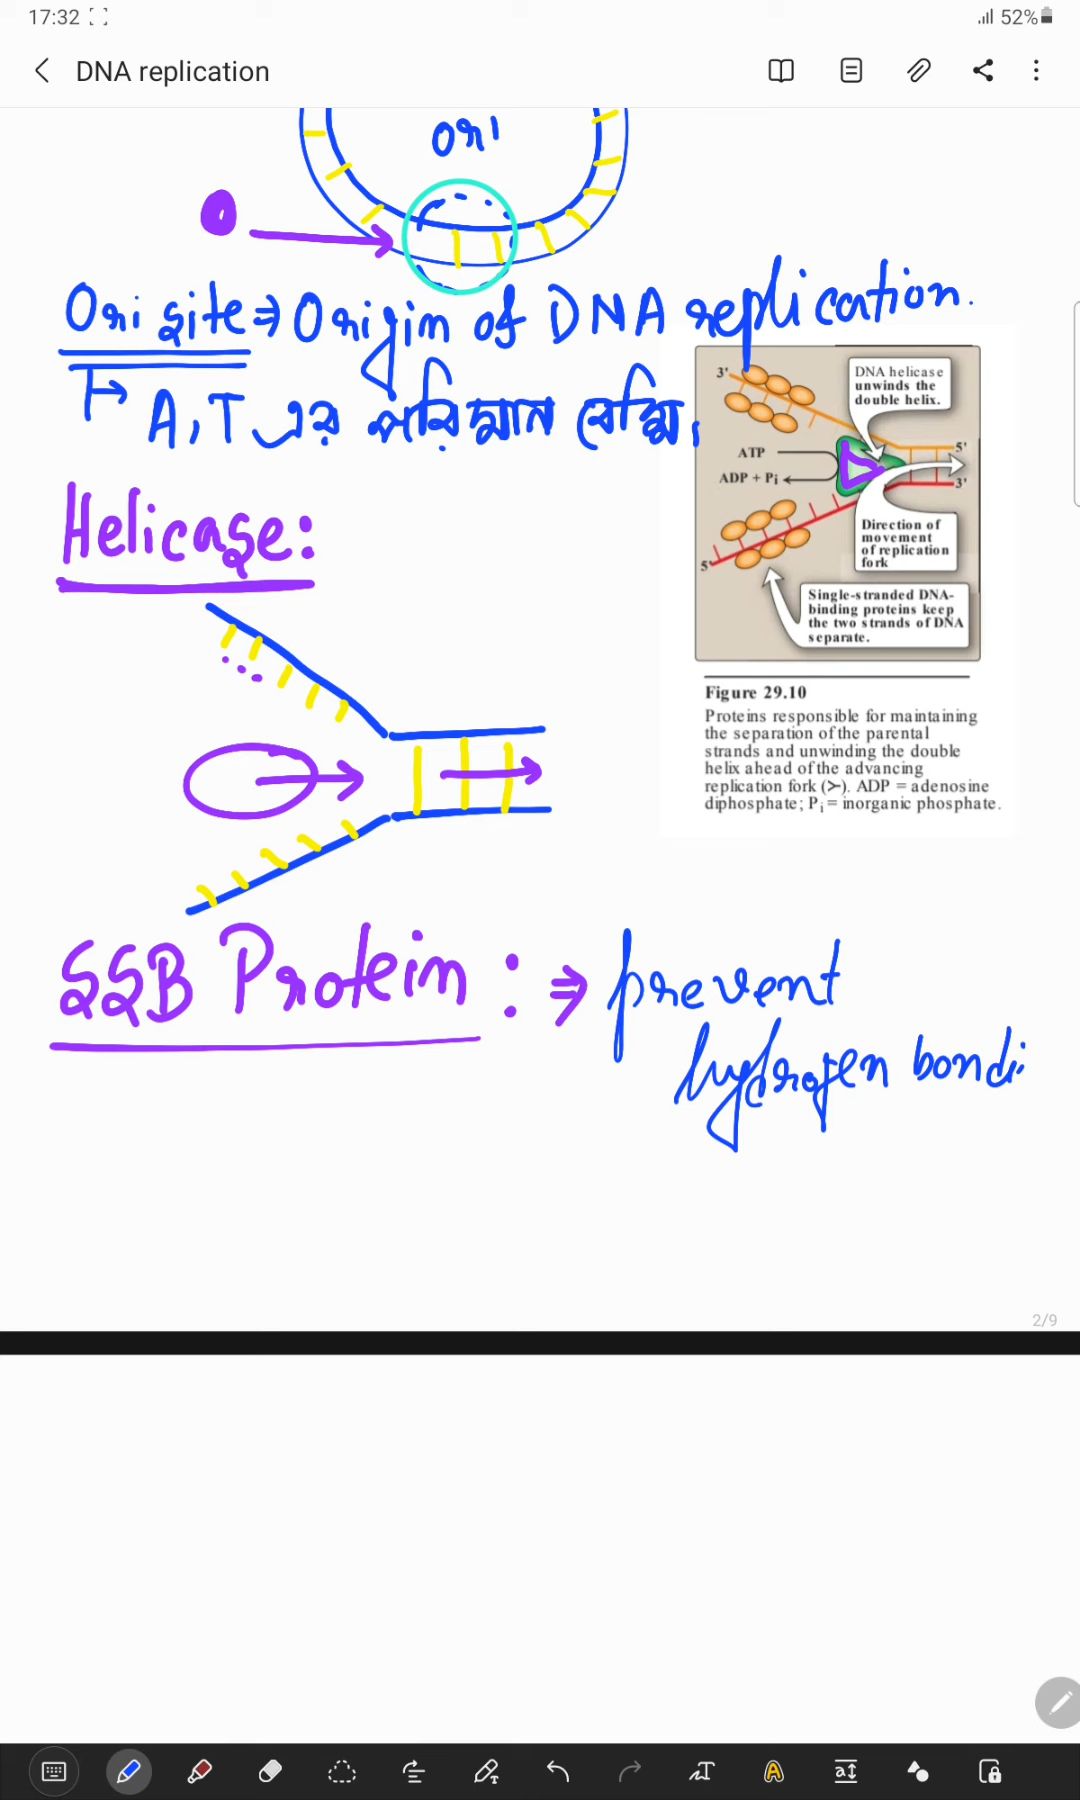 17:32
52%
DNA replication
Ori
Ori site ⇒ Origin of DNA replication.
A, T এর পরিমান বেশি।
3'
DNA helicase
unwinds the
double helix.
ATP
ADP + Pi
5'
3'
Direction of
movement
of replication
fork
5'
Single-stranded DNA-
binding proteins keep
the two strands of DNA
separate.
Figure 29.10
Proteins responsible for maintaining
the separation of the parental
strands and unwinding the double
helix ahead of the advancing
replication fork (≻). ADP = adenosine
diphosphate; Pi = inorganic phosphate.
Helicase:
SSB Protein : ⇒ prevent
hydrogen bondi
2/9